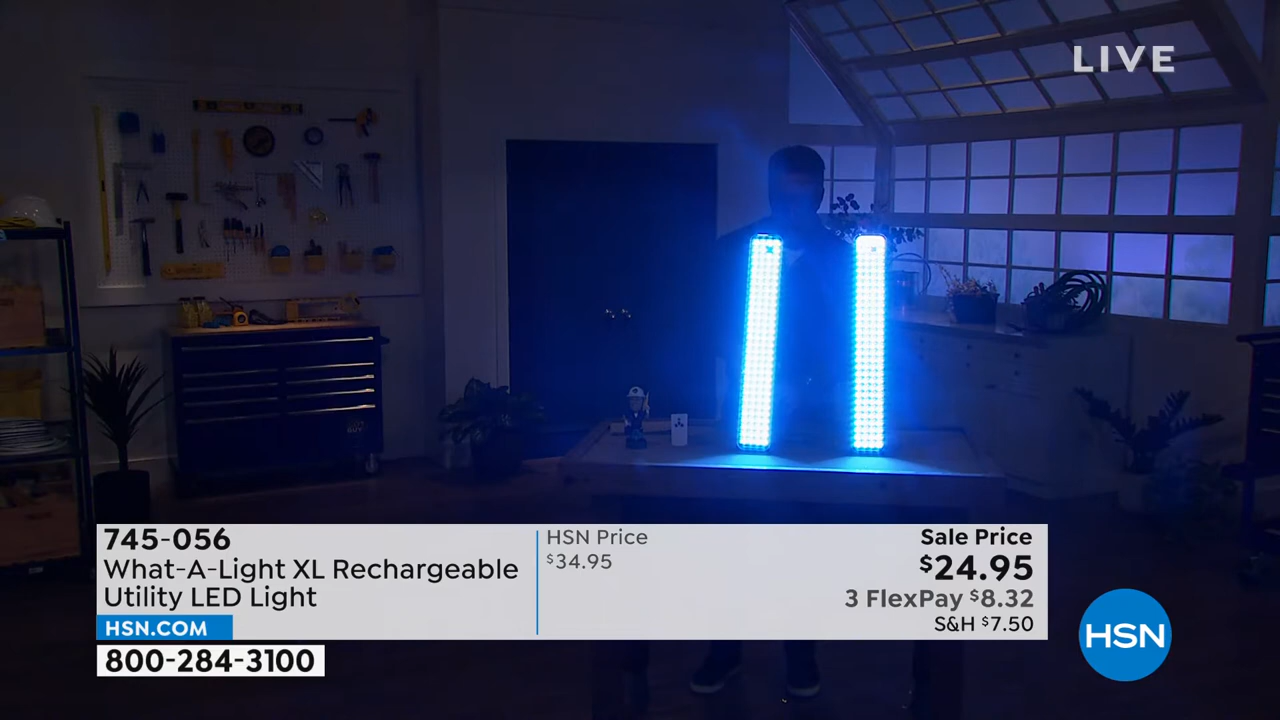 LIVE
745-056
What-A-Light XL Rechargeable
Utility LED Light
HSN.COM
800-284-3100
HSN Price
$34.95
Sale Price
$24.95
3 FlexPay $8.32
S&H $7.50
HSN